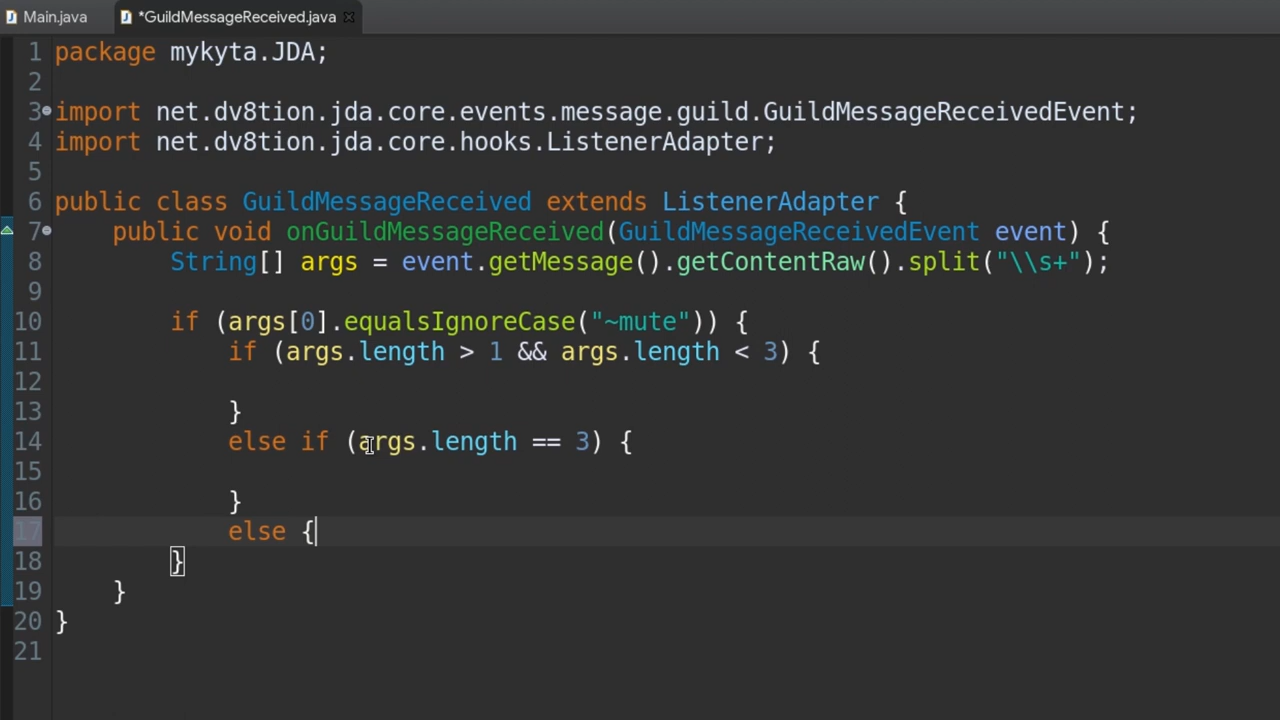 Main.java *GuildMessageReceived.java
1 package mykyta.JDA;
2
3 import net.dv8tion.jda.core.events.message.guild.GuildMessageReceivedEvent;
4 import net.dv8tion.jda.core.hooks.ListenerAdapter;
5
6 public class GuildMessageReceived extends ListenerAdapter {
7     public void onGuildMessageReceived(GuildMessageReceivedEvent event) {
8         String[] args = event.getMessage().getContentRaw().split("\\s+");
9
10         if (args[0].equalsIgnoreCase("~mute")) {
11             if (args.length > 1 && args.length < 3) {
12
13             }
14             else if (args.length == 3) {
15
16             }
17             else {
18         }
19     }
20 }
21